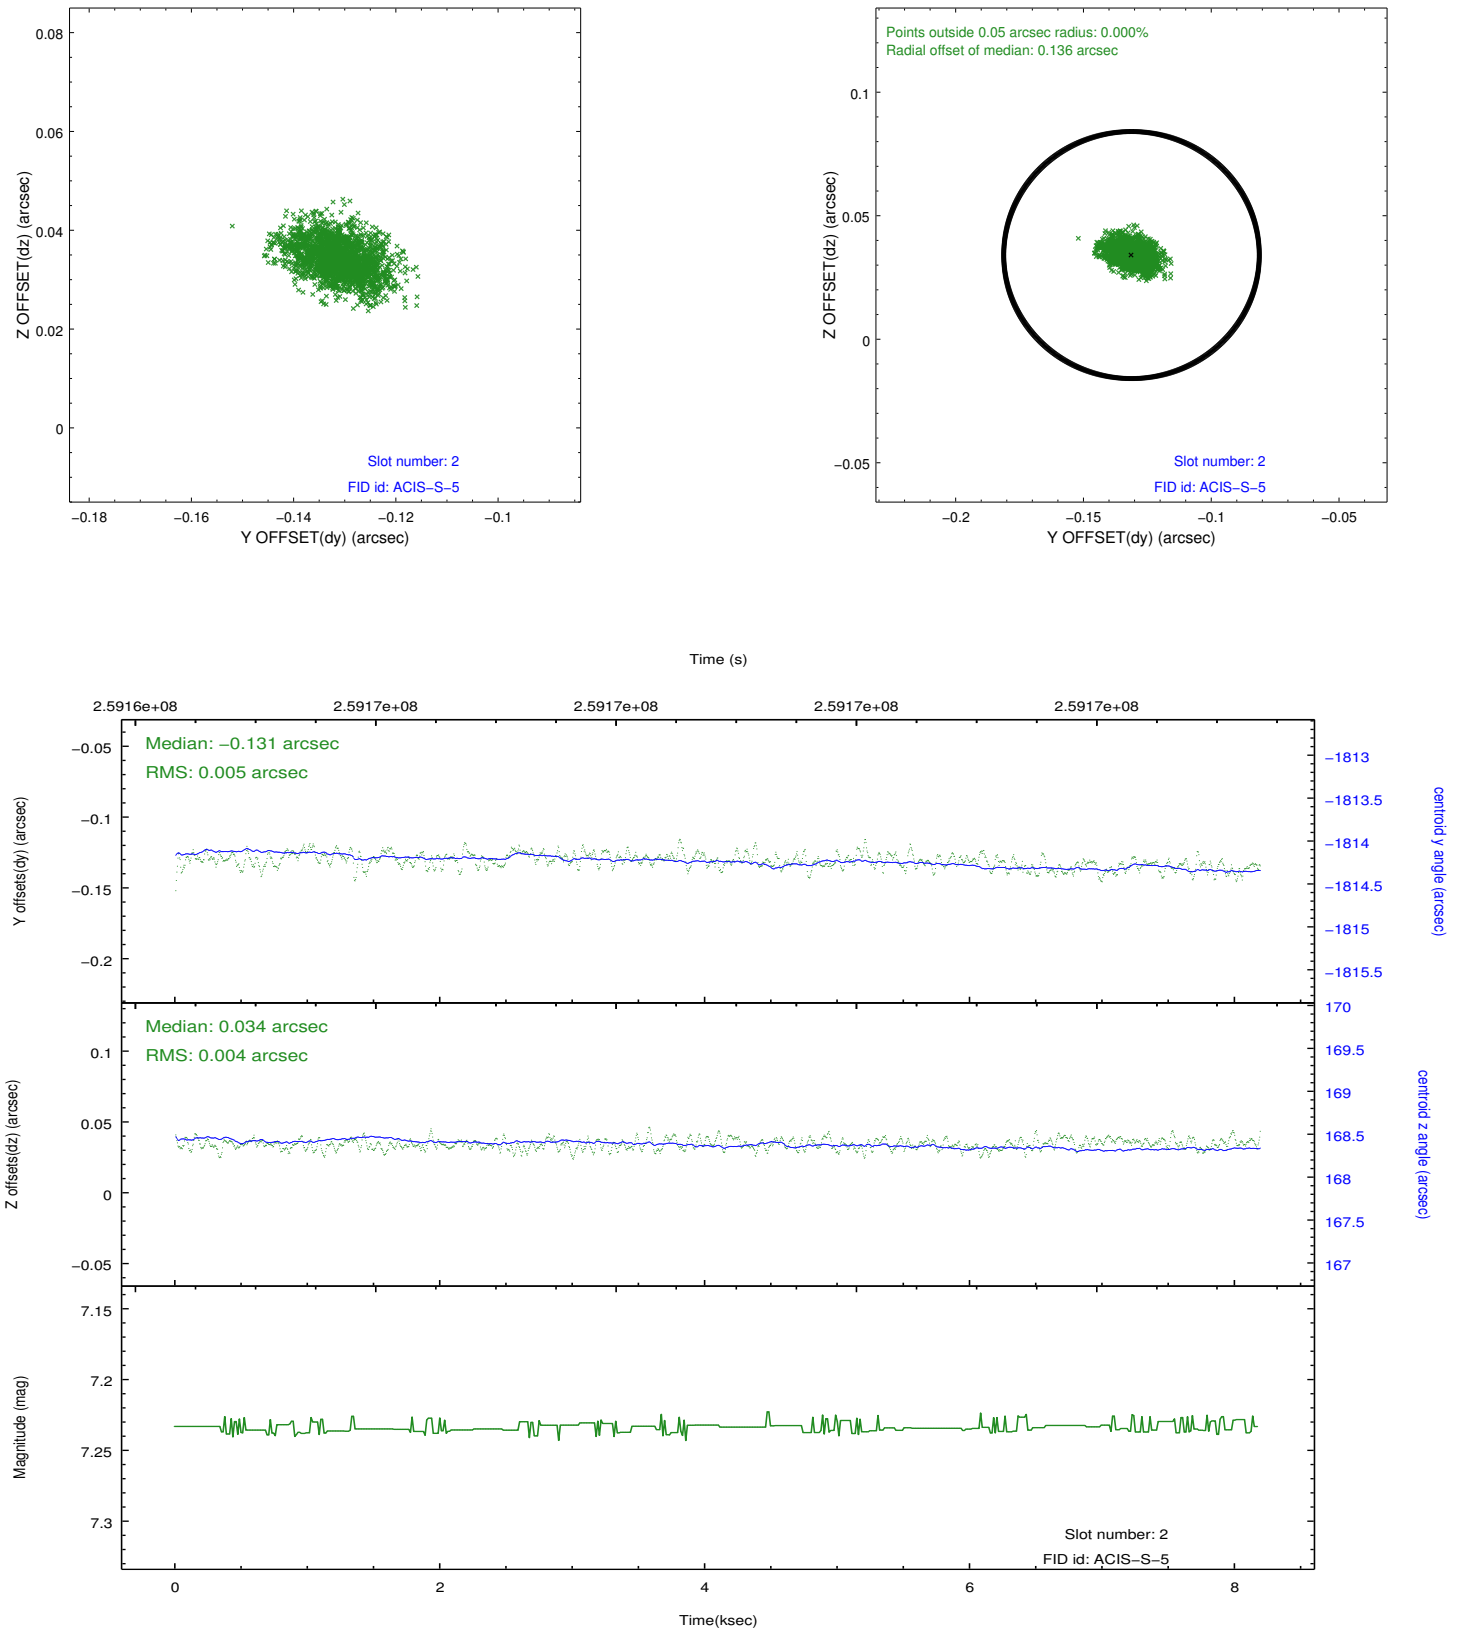 0.08
0.06
0.04
0.02
0
Z OFFSET(dz) (arcsec)
Slot number: 2
FID id: ACIS−S−5
−0.18
−0.16
−0.14
−0.12
−0.1
Y OFFSET(dy) (arcsec)
Points outside 0.05 arcsec radius: 0.000%
Radial offset of median: 0.136 arcsec
0.1
0.05
0
−0.05
Z OFFSET(dz) (arcsec)
Slot number: 2
FID id: ACIS−S−5
−0.2
−0.15
−0.1
−0.05
Y OFFSET(dy) (arcsec)
Time (s)
2.5916e+08
2.5917e+08
2.5917e+08
2.5917e+08
2.5917e+08
Median: −0.131 arcsec
RMS: 0.005 arcsec
−0.05
−0.1
−0.15
−0.2
Y offsets(dy) (arcsec)
−1813
−1813.5
−1814
−1814.5
−1815
−1815.5
centroid y angle (arcsec)
Median: 0.034 arcsec
RMS: 0.004 arcsec
0.1
0.05
0
−0.05
Z offsets(dz) (arcsec)
170
169.5
169
168.5
168
167.5
167
centroid z angle (arcsec)
7.15
7.2
7.25
7.3
Magnitude (mag)
Slot number: 2
FID id: ACIS−S−5
0
2
4
6
8
Time(ksec)